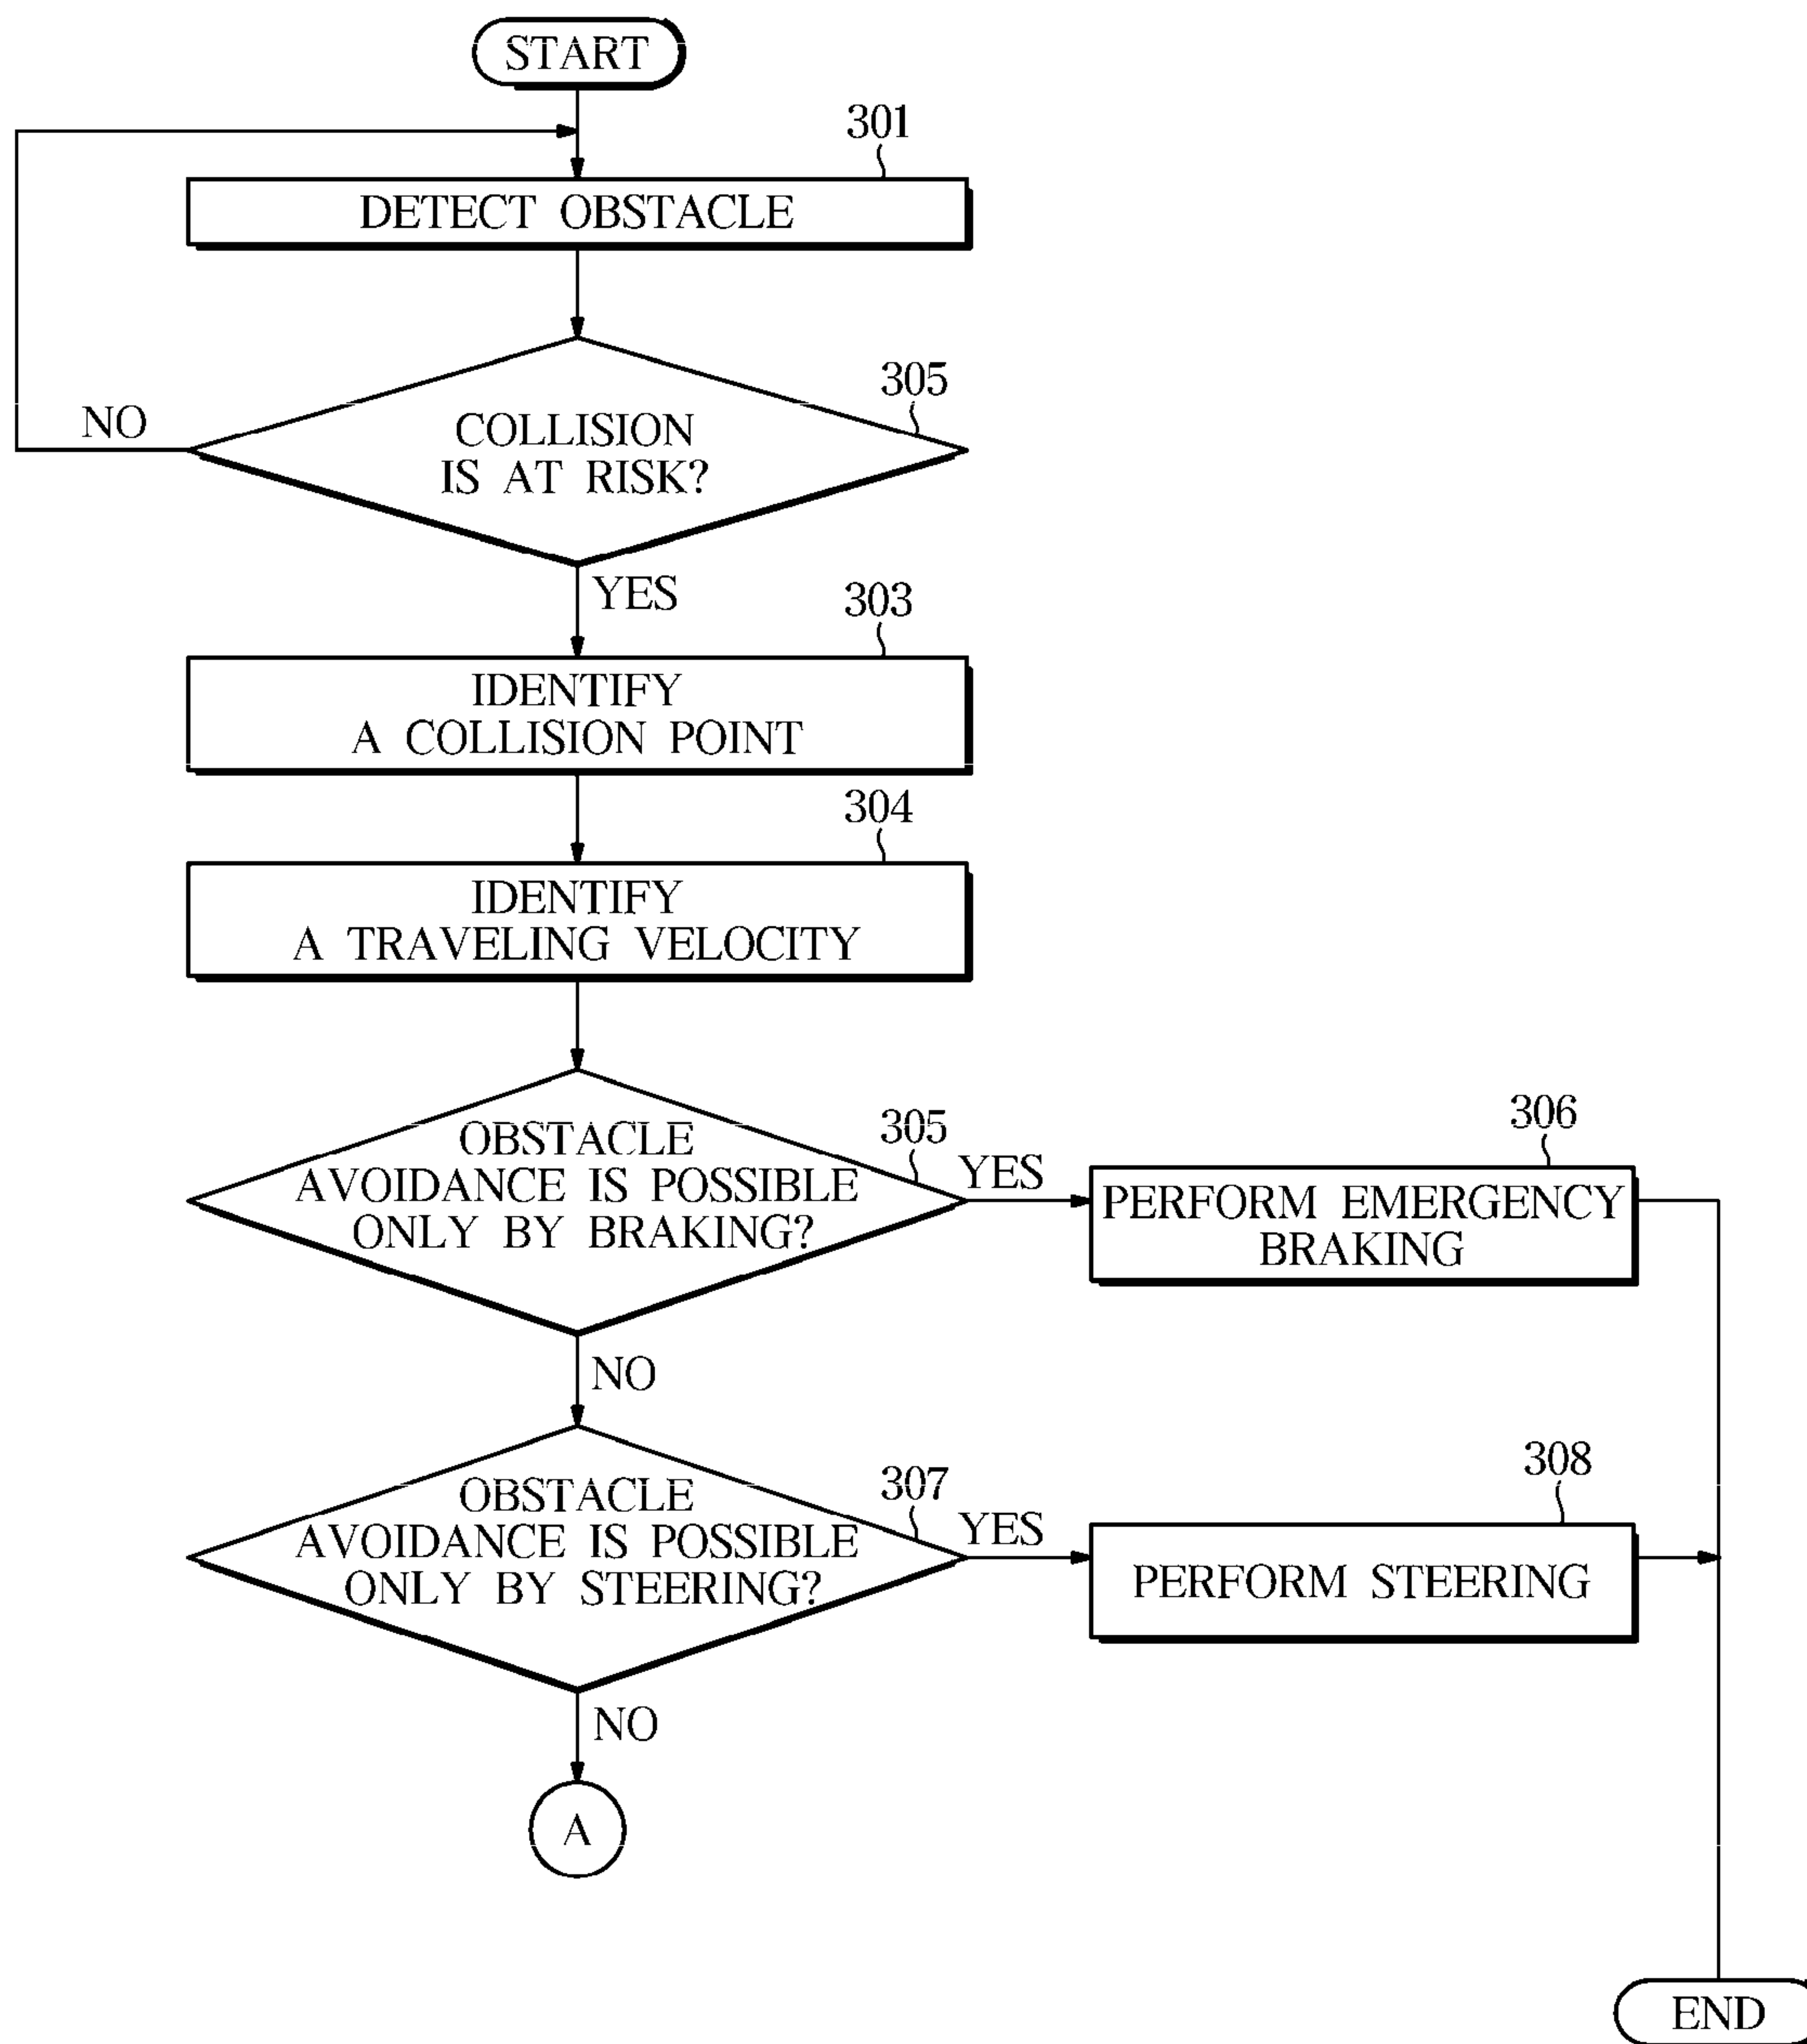 START
301
DETECT OBSTACLE
305
NO
COLLISION
IS AT RISK?
YES
303
IDENTIFY
A COLLISION POINT
304
IDENTIFY
A TRAVELING VELOCITY
305
OBSTACLE
AVOIDANCE IS POSSIBLE
ONLY BY BRAKING?
YES
306
PERFORM EMERGENCY
BRAKING
NO
307
OBSTACLE
AVOIDANCE IS POSSIBLE
ONLY BY STEERING?
YES
308
PERFORM STEERING
NO
A
END